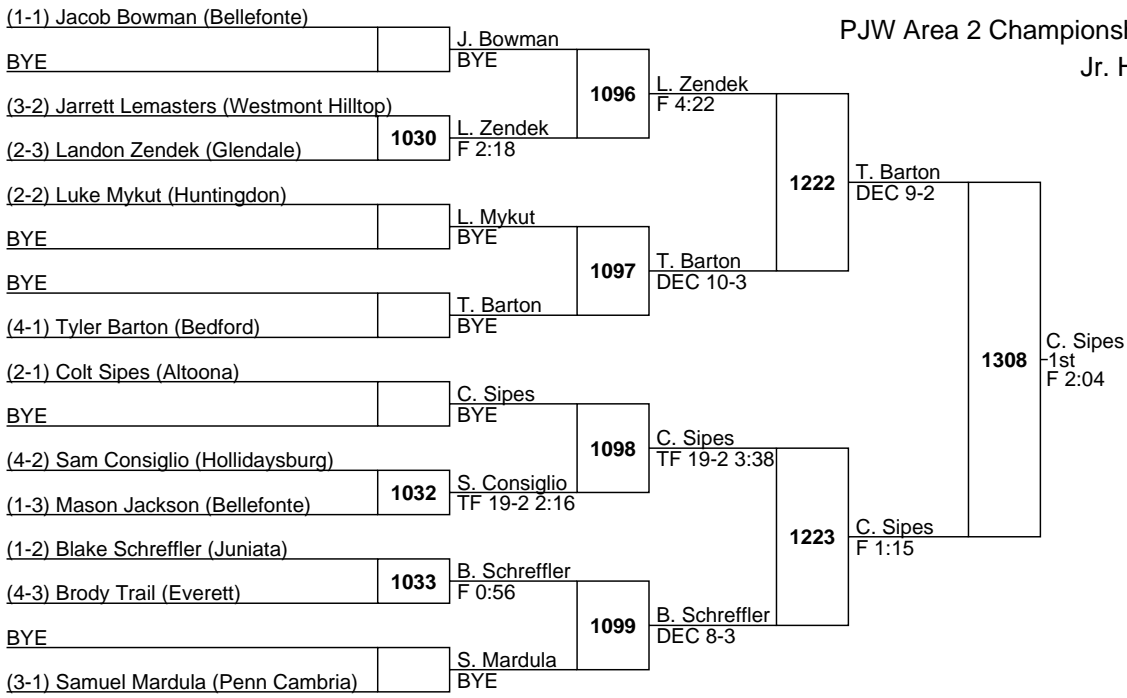 PJW Area 2 Championsh
Jr. H
(1-1) Jacob Bowman (Bellefonte)
BYE
(3-2) Jarrett Lemasters (Westmont Hilltop)
(2-3) Landon Zendek (Glendale)
(2-2) Luke Mykut (Huntingdon)
BYE
BYE
(4-1) Tyler Barton (Bedford)
(2-1) Colt Sipes (Altoona)
BYE
(4-2) Sam Consiglio (Hollidaysburg)
(1-3) Mason Jackson (Bellefonte)
(1-2) Blake Schreffler (Juniata)
(4-3) Brody Trail (Everett)
BYE
(3-1) Samuel Mardula (Penn Cambria)
1030
1032
1033
J. Bowman
BYE
L. Zendek
F 2:18
L. Mykut
BYE
T. Barton
BYE
C. Sipes
BYE
S. Consiglio
TF 19-2 2:16
B. Schreffler
F 0:56
S. Mardula
BYE
1096
1097
1098
1099
L. Zendek
F 4:22
T. Barton
DEC 10-3
C. Sipes
TF 19-2 3:38
B. Schreffler
DEC 8-3
1222
1223
T. Barton
DEC 9-2
C. Sipes
F 1:15
1308
C. Sipes
1st
F 2:04